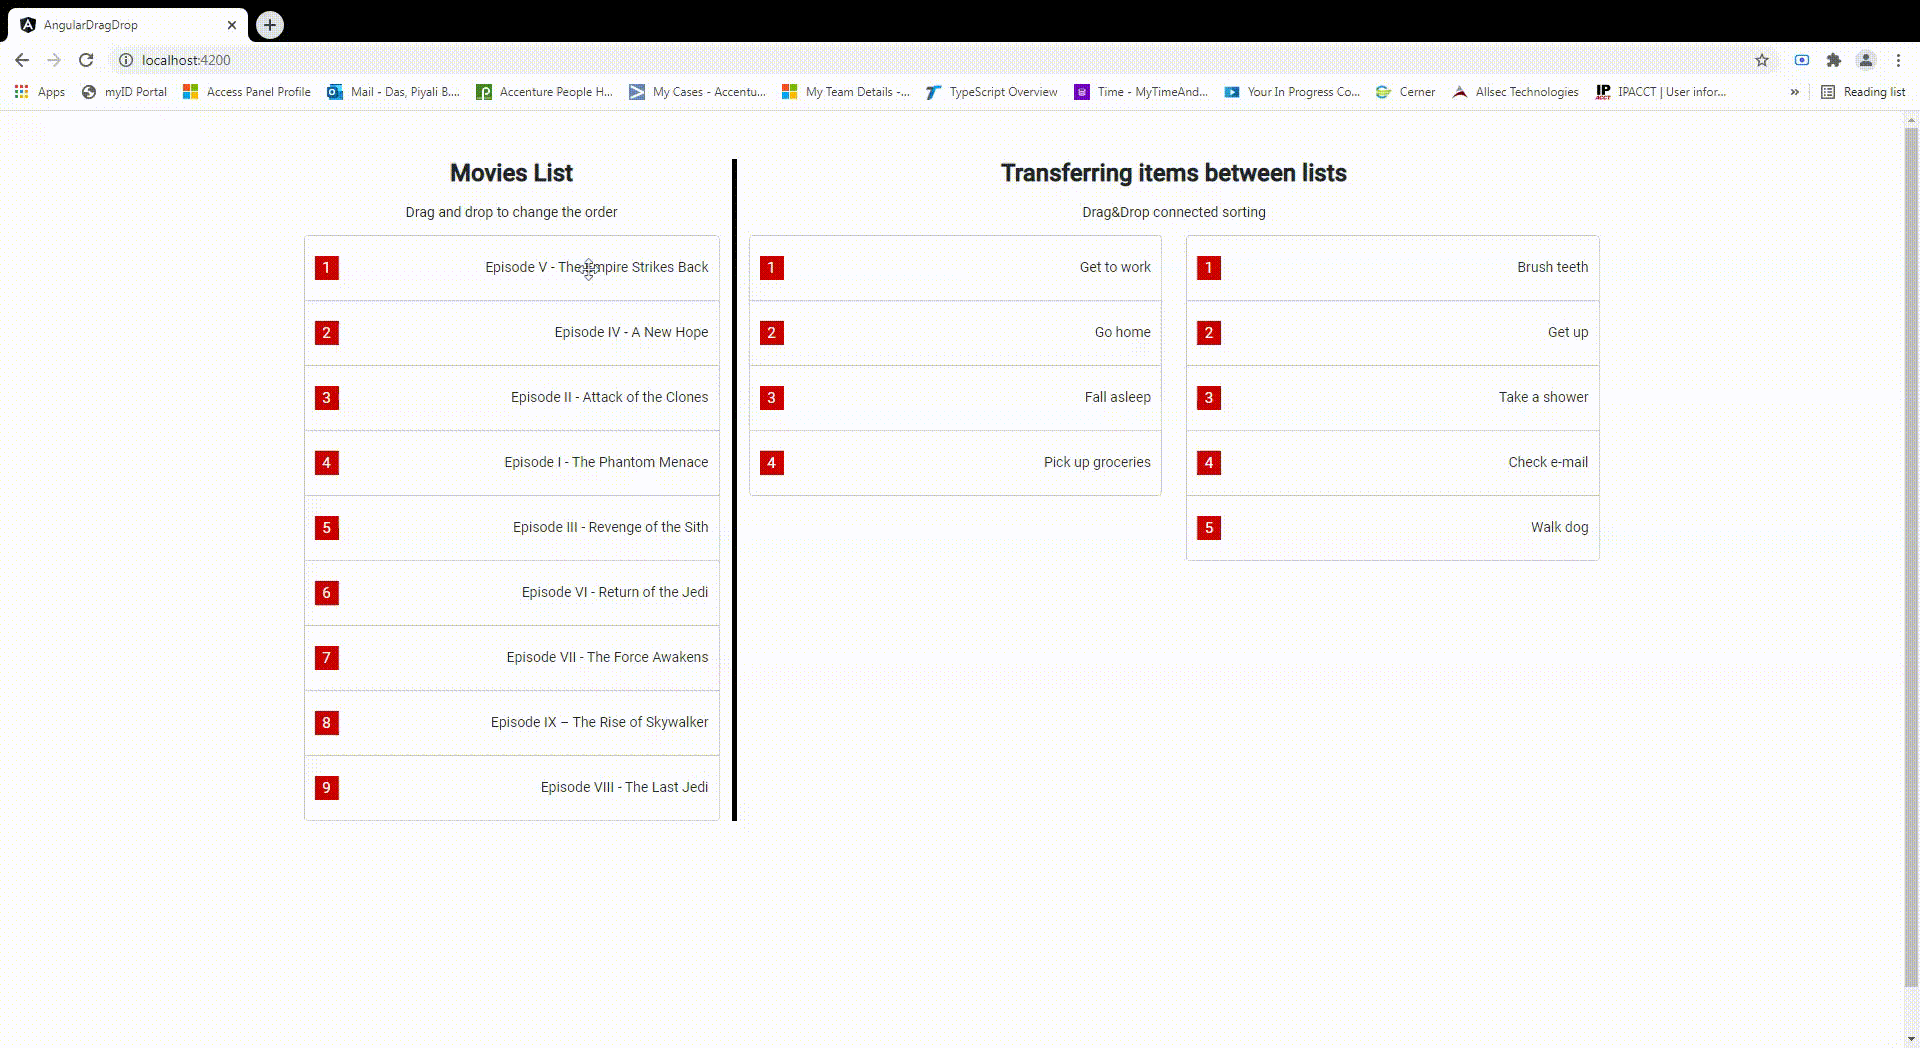 AngularDragDrop
localhost:4200
Apps myID Portal Access Panel Profile Mail - Das, Piyali B.... Accenture People H... My Cases - Accentu... My Team Details -... TypeScript Overview Time - MyTimeAnd... Your In Progress Co... Cerner Allsec Technologies IPACCT | User infor... » Reading list
Movies List
Drag and drop to change the order
1 Episode V - The Empire Strikes Back
2 Episode IV - A New Hope
3 Episode II - Attack of the Clones
4 Episode I - The Phantom Menace
5 Episode III - Revenge of the Sith
6 Episode VI - Return of the Jedi
7 Episode VII - The Force Awakens
8 Episode IX – The Rise of Skywalker
9 Episode VIII - The Last Jedi
Transferring items between lists
Drag&Drop connected sorting
1 Get to work
2 Go home
3 Fall asleep
4 Pick up groceries
1 Brush teeth
2 Get up
3 Take a shower
4 Check e-mail
5 Walk dog